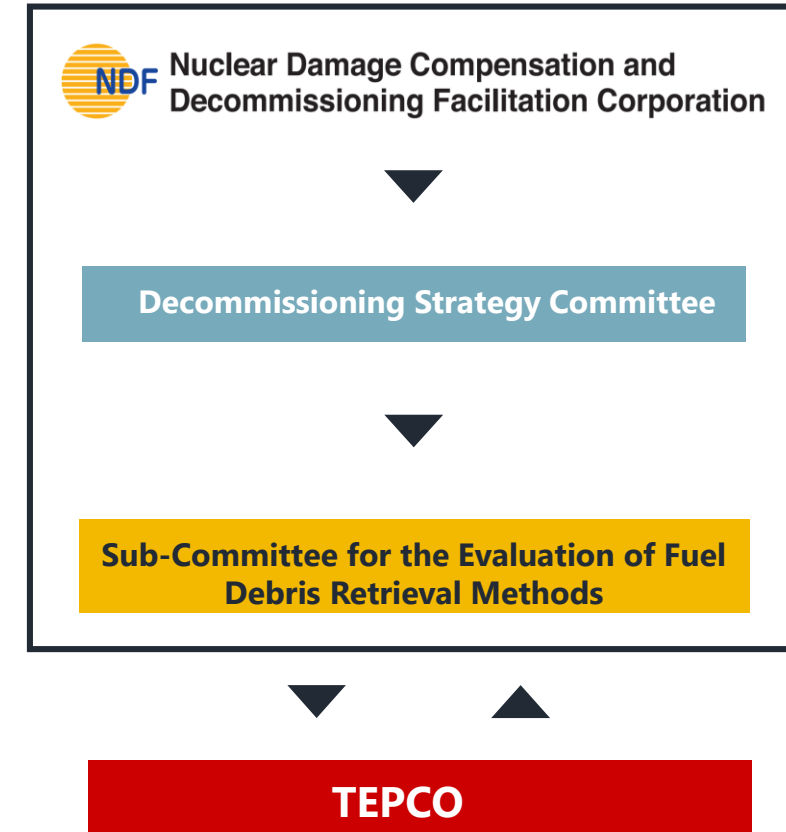 NDF
Nuclear Damage Compensation and
Decommissioning Facilitation Corporation
Decommissioning Strategy Committee
Sub-Committee for the Evaluation of Fuel
Debris Retrieval Methods
TEPCO